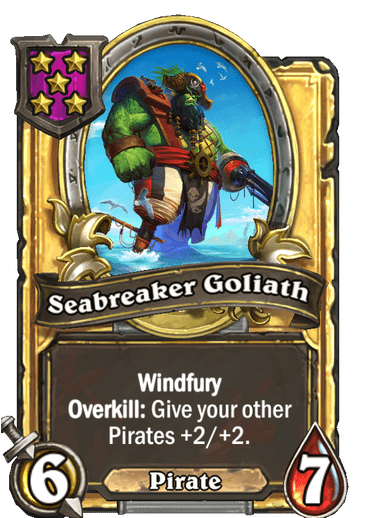 Seabreaker Goliath
Windfury
Overkill: Give your other
Pirates +2/+2.
6
Pirate
7